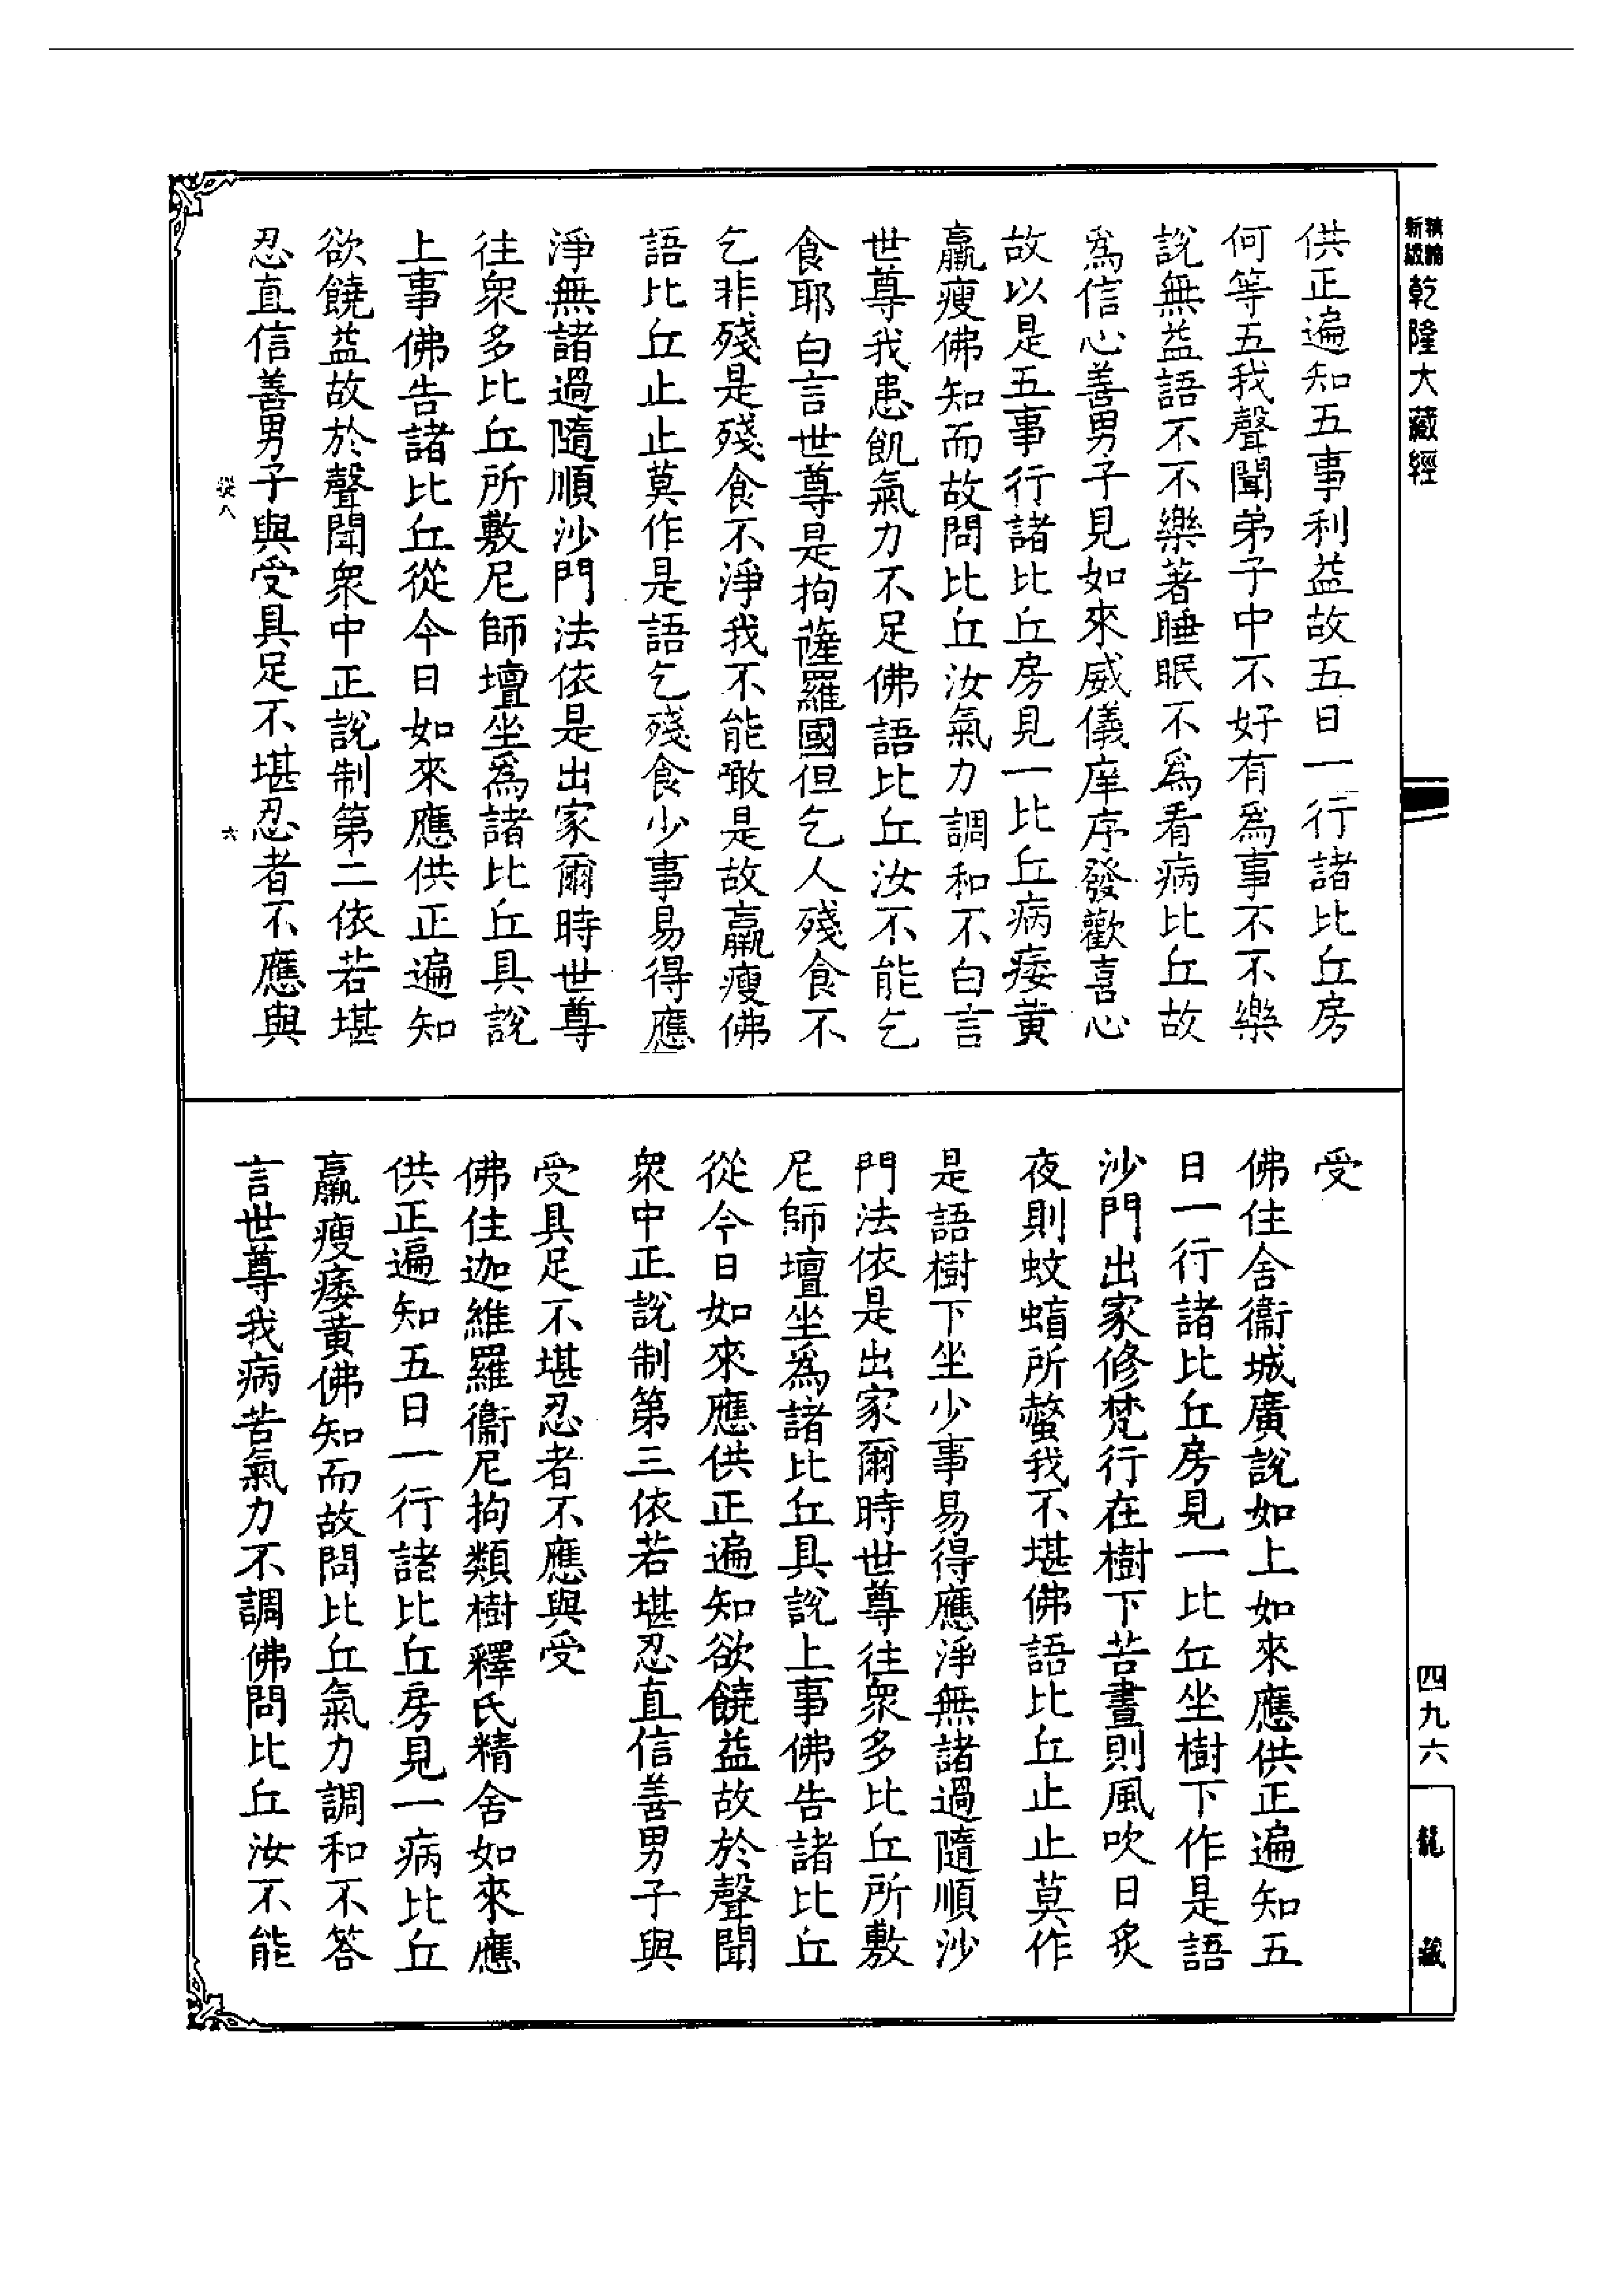 新編
縮
乾隆大藏經
四九六
龍藏
供正遍知五事利益故五日一行諸比丘房
何等五我聲聞弟子中不好有為事不不樂
說無益語不不樂著睡眠不為看病比丘故
為信心善男子見如來威儀庠序發歡喜心
故以是五事行諸比丘房見一比丘病痿黃
羸瘦佛知而故問比丘汝氣力調和不白言
世尊我患飢氣力不足佛語比丘汝不能乞
食耶白言世尊是拘薩羅國但乞人殘食不
乞非殘是殘食不淨我不能噉是故羸瘦佛
語比丘止止莫作是語乞殘食少事易得應
淨無諸過隨順沙門法依是出家爾時世尊
往眾多比丘所敷尼師壇坐為諸比丘具說
上事佛告諸比丘從今日如來應供正遍知
欲饒益故於聲聞眾中正說制第二依若堪
忍直信善男子與受具足不堪忍者不應與
八
六
受
佛住舍衞城廣說如上如來應供正遍知五
日一行諸比丘房見一比丘坐樹下作是語
沙門出家修梵行在樹下苦晝則風吹日炙
夜則蚊蝱所螫我不堪佛語比丘止止莫作
是語樹下坐少事易得應淨無諸過隨順沙
門法依是出家爾時世尊往眾多比丘所敷
尼師壇坐為諸比丘具說上事佛告諸比丘
從今日如來應供正遍知欲饒益故於聲聞
眾中正說制第三依若堪忍直信善男子與
受具足不堪忍者不應與受
佛住迦維羅衞尼拘類樹釋氏精舍如來應
供正遍知五日一行諸比丘房見一病比丘
羸瘦痿黃佛知而故問比丘氣力調和不答
言世尊我病苦氣力不調佛問比丘汝不能